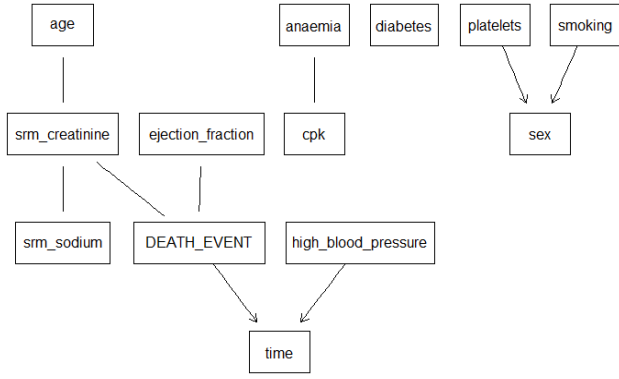 age
anaemia
diabetes
platelets
smoking
srm_creatinine
ejection_fraction
cpk
sex
srm_sodium
DEATH_EVENT
high_blood_pressure
time